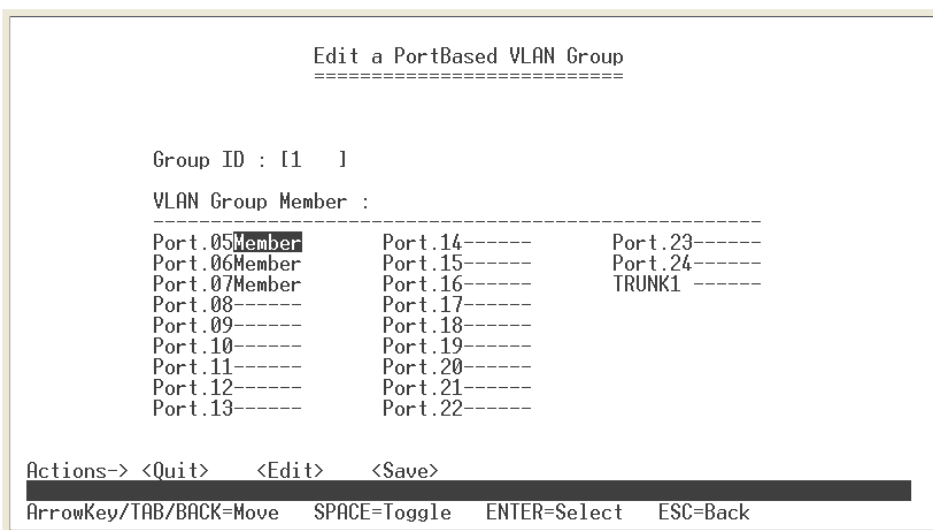 Edit a PortBased VLAN Group
===========================
Group ID : [1   ]
VLAN Group Member :
-----------------------------------------------------
Port.05Member       Port.14------       Port.23------
Port.06Member       Port.15------       Port.24------
Port.07Member       Port.16------       TRUNK1 ------
Port.08------       Port.17------
Port.09------       Port.18------
Port.10------       Port.19------
Port.11------       Port.20------
Port.12------       Port.21------
Port.13------       Port.22------
Actions-> <Quit>    <Edit>    <Save>
ArrowKey/TAB/BACK=Move   SPACE=Toggle   ENTER=Select   ESC=Back